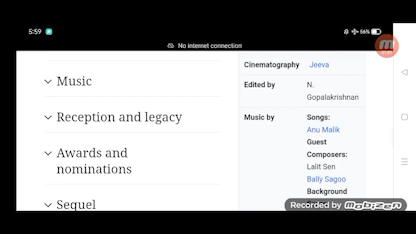 5:59
56%
No internet connection
Music
Reception and legacy
Awards and
nominations
Sequel
Cinematography Jeeva
Edited by N.
Gopalakrishnan
Music by Songs:
Anu Malik
Guest
Composers:
Lalit Sen
Bally Sagoo
Background
Recorded by mobizen